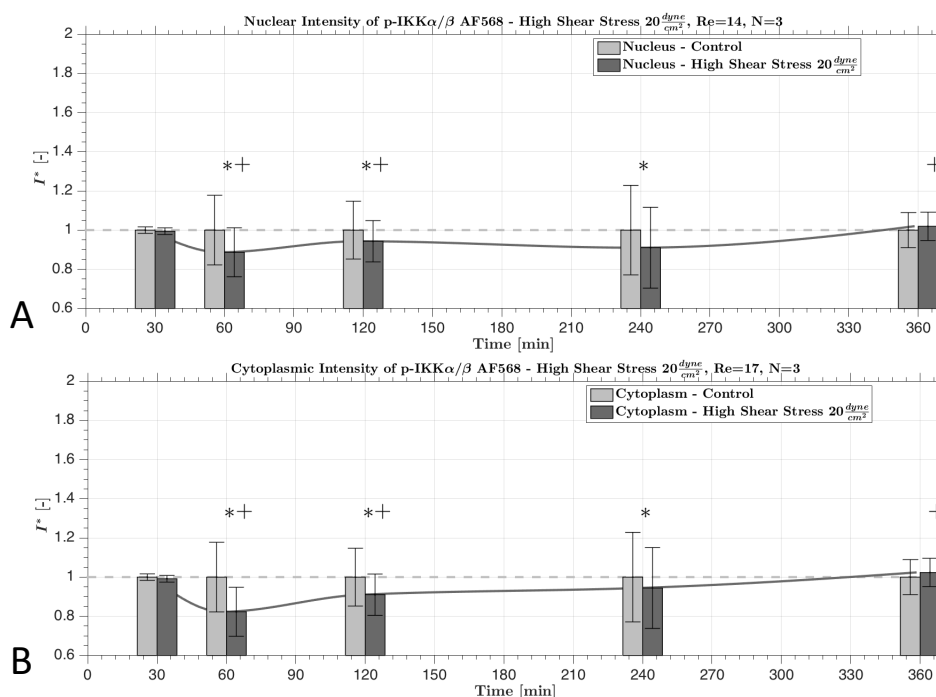 Nuclear Intensity of p-IKKα/β AF568 - High Shear Stress 20 dyne/cm², Re=14, N=3
2
Nucleus - Control
1.8
Nucleus - High Shear Stress 20 dyne/cm²
1.6
1.4
I* [-]
*+ *+ * +
1.2
1
0.8
A
0.6
0 30 60 90 120 150 180 210 240 270 300 330 360
Time [min]
Cytoplasmic Intensity of p-IKKα/β AF568 - High Shear Stress 20 dyne/cm², Re=17, N=3
2
Cytoplasm - Control
1.8
Cytoplasm - High Shear Stress 20 dyne/cm²
1.6
1.4
I* [-]
*+ *+ * +
1.2
1
0.8
B
0.6
0 30 60 90 120 150 180 210 240 270 300 330 360
Time [min]